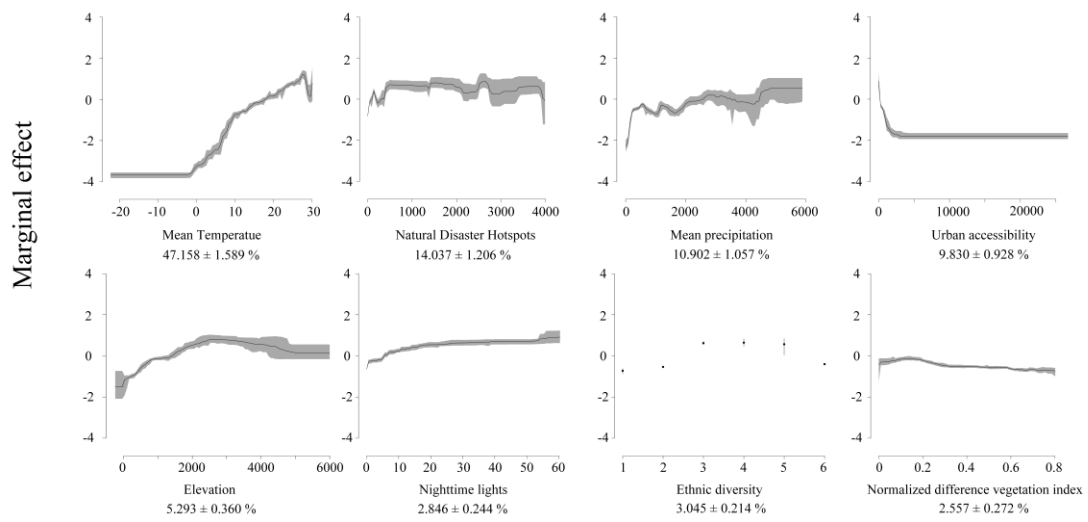 Marginal effect
4 4 4 4
2 2 2 2
0 0 0 0
-2 -2 -2 -2
-4 -4 -4 -4
-20 -10 0 10 20 30 0 1000 2000 3000 4000 0 2000 4000 6000 0 10000 20000
Mean Temperatue Natural Disaster Hotspots Mean precipitation Urban accessibility
47.158 ± 1.589 % 14.037 ± 1.206 % 10.902 ± 1.057 % 9.830 ± 0.928 %
4 4 4 4
2 2 2 2
0 0 0 0
-2 -2 -2 -2
-4 -4 -4 -4
0 2000 4000 6000 0 10 20 30 40 50 60 1 2 3 4 5 6 0 0.2 0.4 0.6 0.8
Elevation Nighttime lights Ethnic diversity Normalized difference vegetation index
5.293 ± 0.360 % 2.846 ± 0.244 % 3.045 ± 0.214 % 2.557 ± 0.272 %